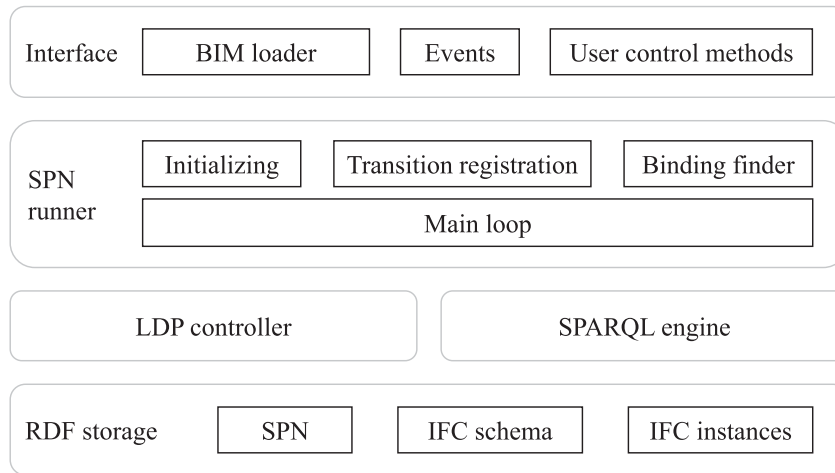 Interface BIM loader Events User control methods
Initializing Transition registration Binding finder
SPN
runner
Main loop
LDP controller SPARQL engine
RDF storage SPN IFC schema IFC instances